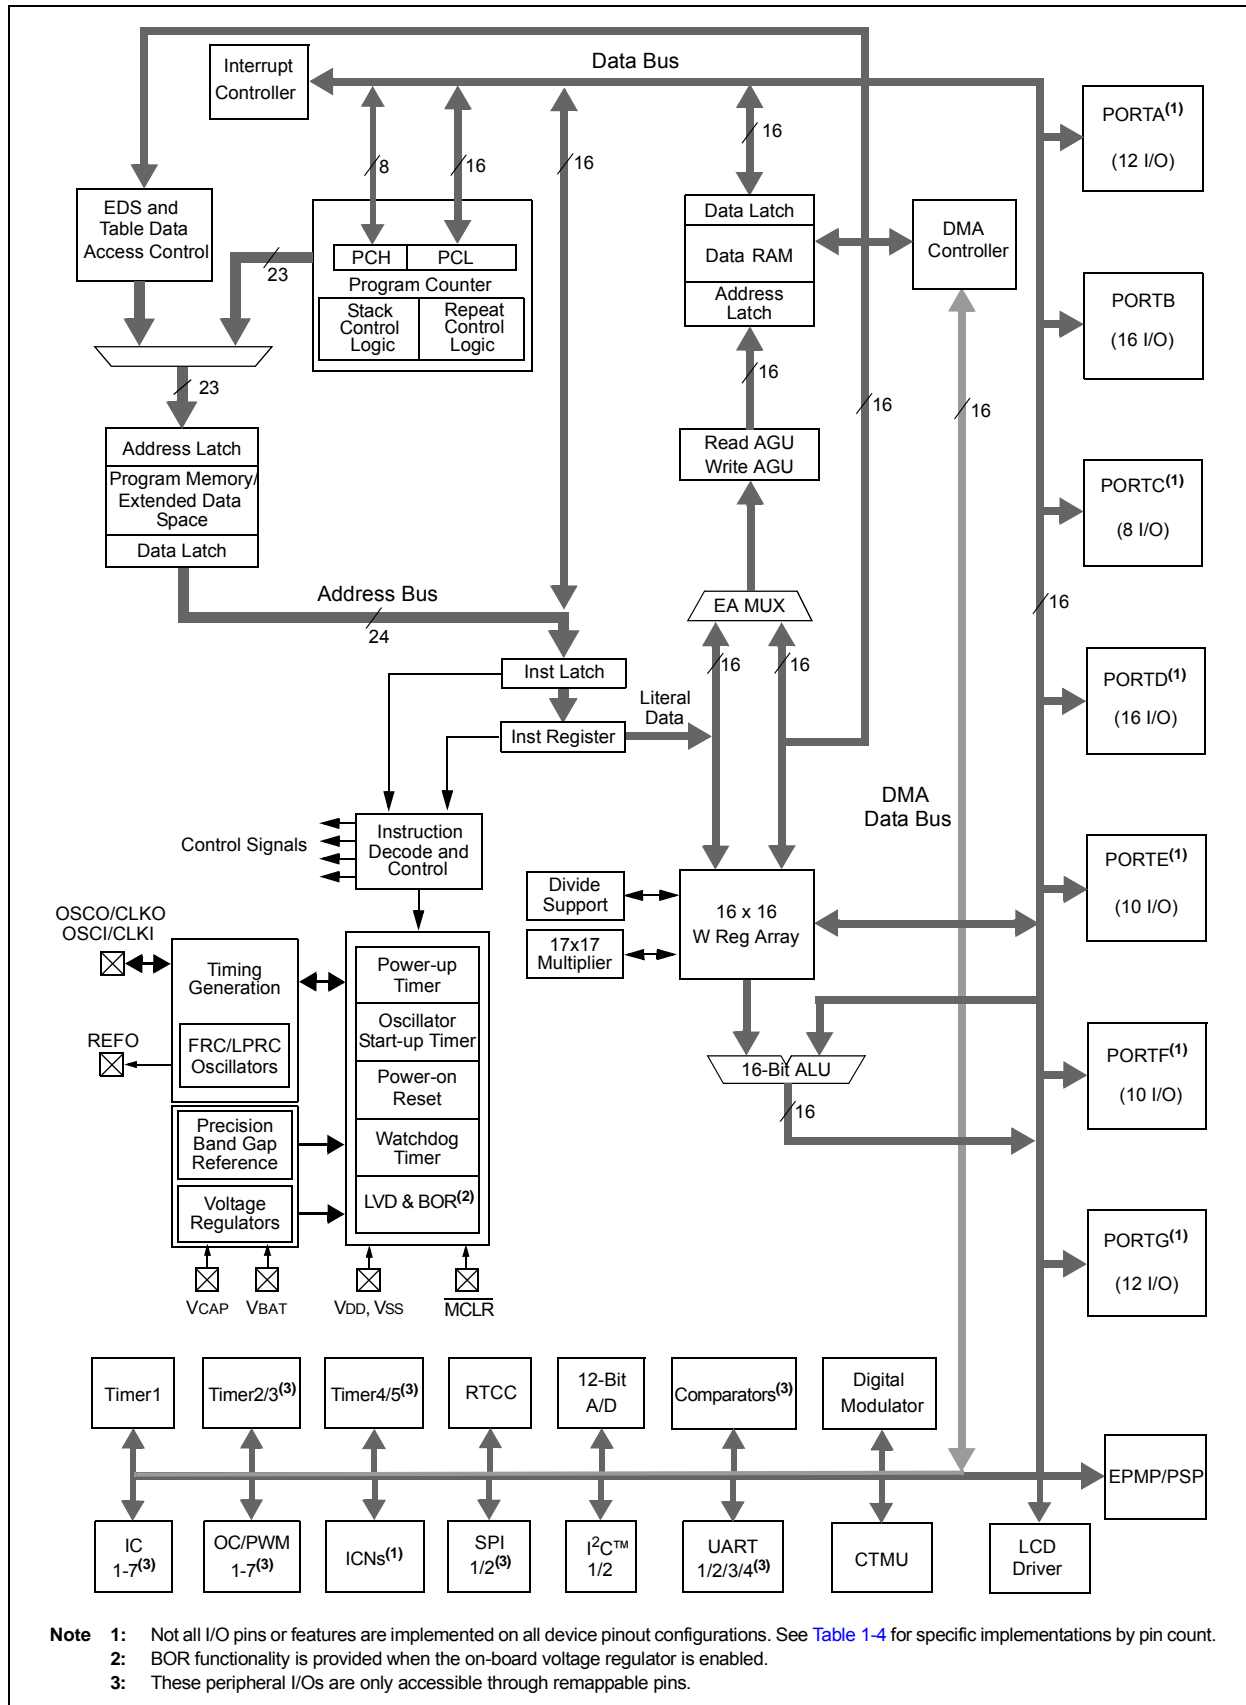 Data Bus
Interrupt
Controller
16
8
16
16
PORTA(1)
(12 I/O)
EDS and
Table Data
Access Control
23
PCH
PCL
Program Counter
Stack
Control
Logic
Repeat
Control
Logic
Data Latch
Data RAM
Address
Latch
DMA
Controller
PORTB
(16 I/O)
23
16
16
16
Address Latch
Program Memory/
Extended Data
Space
Data Latch
Read AGU
Write AGU
PORTC(1)
(8 I/O)
Address Bus
24
EA MUX
16
16
16
Inst Latch
Inst Register
Literal
Data
PORTD(1)
(16 I/O)
DMA
Data Bus
Control Signals
Instruction
Decode and
Control
Divide
Support
17x17
Multiplier
16 x 16
W Reg Array
PORTE(1)
(10 I/O)
OSCO/CLKO
OSCI/CLKI
Timing
Generation
REFO
FRC/LPRC
Oscillators
Precision
Band Gap
Reference
Voltage
Regulators
Power-up
Timer
Oscillator
Start-up Timer
Power-on
Reset
Watchdog
Timer
LVD & BOR(2)
16-Bit ALU
16
PORTF(1)
(10 I/O)
PORTG(1)
(12 I/O)
VCAP
VBAT
VDD, VSS
MCLR
Timer1
Timer2/3(3)
Timer4/5(3)
RTCC
12-Bit
A/D
Comparators(3)
Digital
Modulator
EPMP/PSP
IC
1-7(3)
OC/PWM
1-7(3)
ICNs(1)
SPI
1/2(3)
I2C™
1/2
UART
1/2/3/4(3)
CTMU
LCD
Driver
Note 1: Not all I/O pins or features are implemented on all device pinout configurations. See Table 1-4 for specific implementations by pin count.
2: BOR functionality is provided when the on-board voltage regulator is enabled.
3: These peripheral I/Os are only accessible through remappable pins.